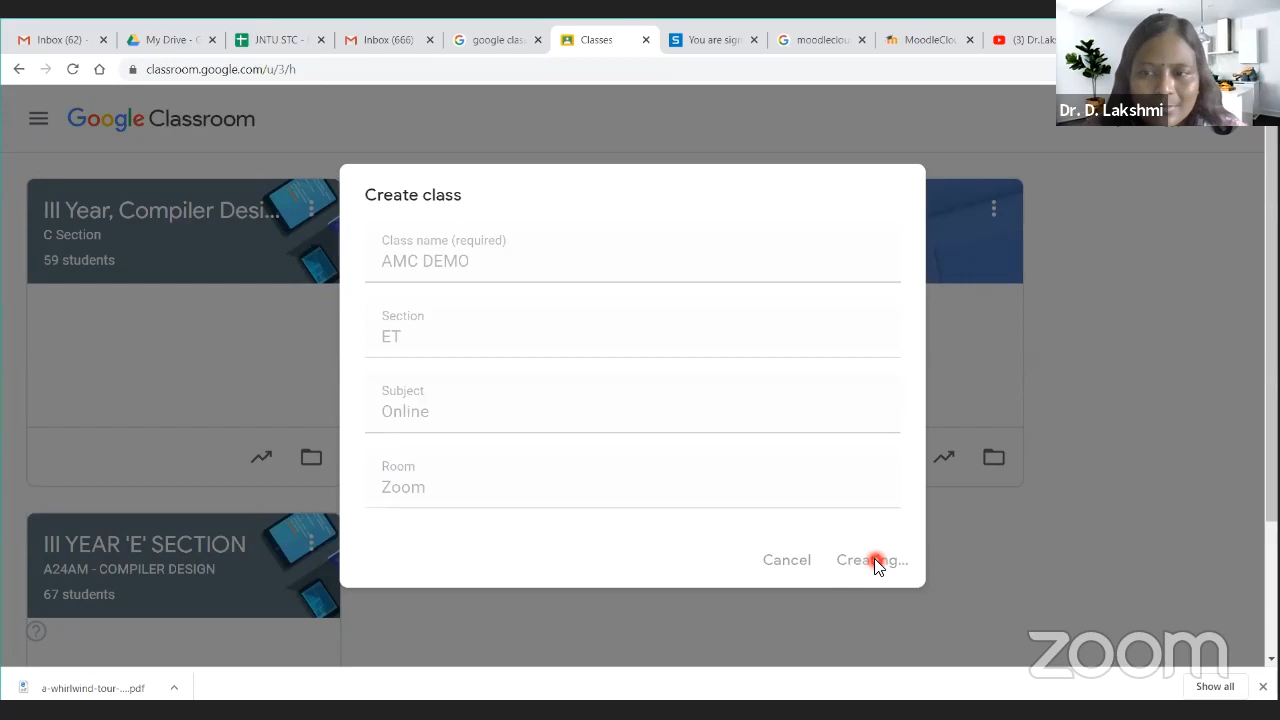 Inbox (62) -
My Drive - G
JNTU STC - 
Inbox (666)
google clas
Classes
You are sign
moodleclou
MoodleClou
(3) Dr.Lak
classroom.google.com/u/3/h
Dr. D. Lakshmi
Google Classroom
III Year, Compiler Desi...
C Section
59 students
Create class
Class name (required)
AMC DEMO
Section
ET
Subject
Online
Room
Zoom
Cancel
Creating...
III YEAR 'E' SECTION
A24AM - COMPILER DESIGN
67 students
zoom
a-whirlwind-tour-....pdf
Show all